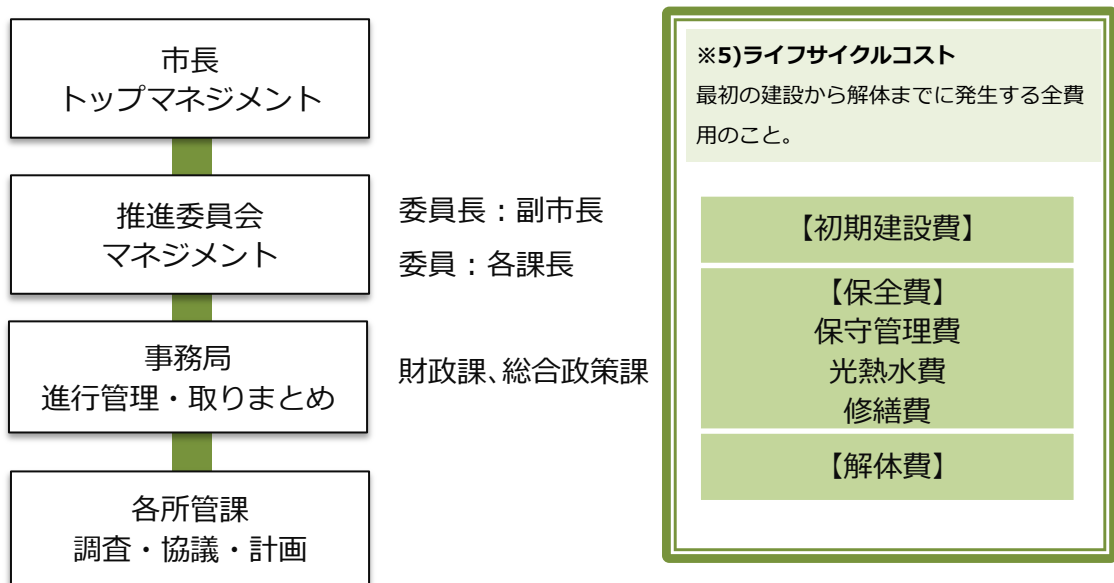 市長
トップマネジメント
推進委員会
マネジメント
委員長：副市長
委員：各課長
事務局
進行管理・取りまとめ
財政課、総合政策課
各所管課
調査・協議・計画
※5)ライフサイクルコスト
最初の建設から解体までに発生する全費
用のこと。
【初期建設費】
【保全費】
保守管理費
光熱水費
修繕費
【解体費】